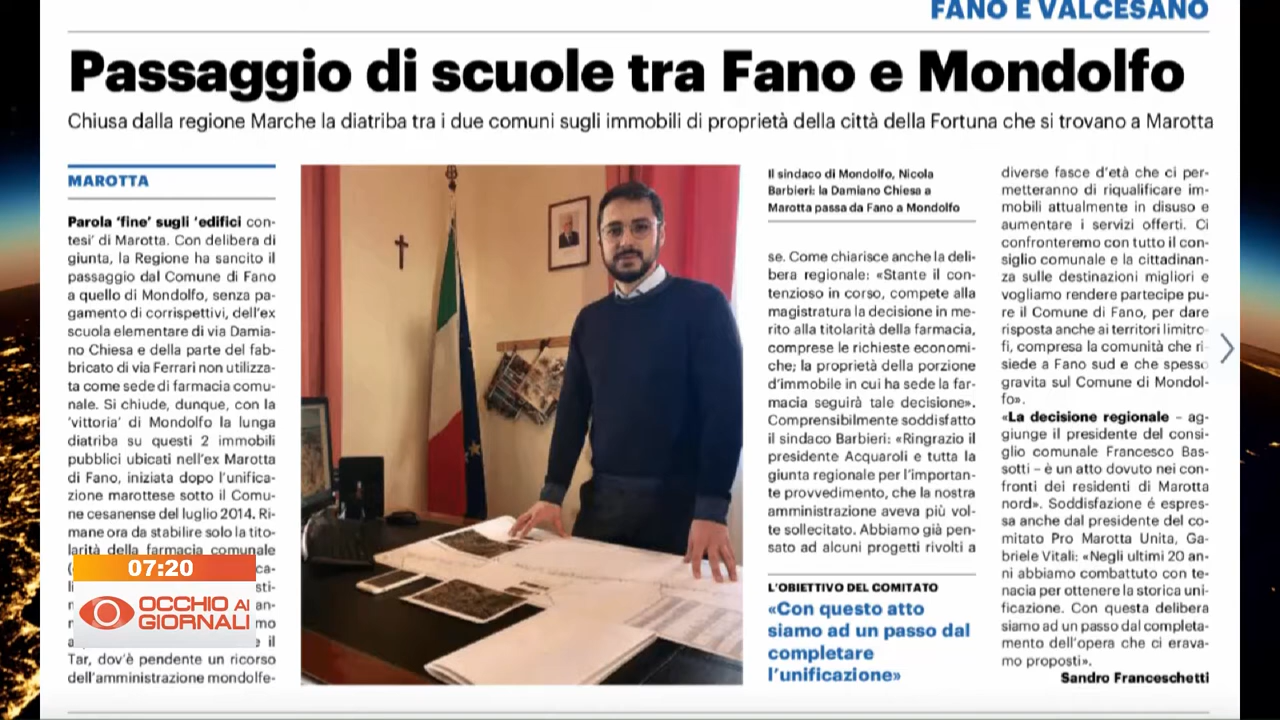 FANO E VALCESANO
Passaggio di scuole tra Fano e Mondolfo
Chiusa dalla regione Marche la diatriba tra i due comuni sugli immobili di proprietà della città della Fortuna che si trovano a Marotta
MAROTTA
Parola 'fine' sugli 'edifici con-
tesi' di Marotta. Con delibera di
giunta, la Regione ha sancito il
passaggio dal Comune di Fano
a quello di Mondolfo, senza pa-
gamento di corrispettivi, dell'ex
scuola elementare di via Damia-
no Chiesa e della parte del fab-
bricato di via Ferrari non utilizza-
ta come sede di farmacia comu-
nale. Si chiude, dunque, con la
'vittoria' di Mondolfo la lunga
diatriba su questi 2 immobili
pubblici ubicati nell'ex Marotta
di Fano, iniziata dopo l'unifica-
zione marottese sotto il Comu-
ne cesanense del luglio 2014. Ri-
mane ora da stabilire solo la tito-
larità della farmacia comunale
07:20
OCCHIO AI
GIORNALI
il
Tar, dov'è pendente un ricorso
dell'amministrazione mondolfe-
Il sindaco di Mondolfo, Nicola
Barbieri: la Damiano Chiesa a
Marotta passa da Fano a Mondolfo
se. Come chiarisce anche la deli-
bera regionale: «Stante il con-
tenzioso in corso, compete alla
magistratura la decisione in me-
rito alla titolarità della farmacia,
comprese le richieste economi-
che; la proprietà della porzione
d'immobile in cui ha sede la far-
macia seguirà tale decisione».
Comprensibilmente soddisfatto
il sindaco Barbieri: «Ringrazio il
presidente Acquaroli e tutta la
giunta regionale per l'importan-
te provvedimento, che la nostra
amministrazione aveva più vol-
te sollecitato. Abbiamo già pen-
sato ad alcuni progetti rivolti a
L'OBIETTIVO DEL COMITATO
«Con questo atto
siamo ad un passo dal
completare
l'unificazione»
diverse fasce d'età che ci per-
metteranno di riqualificare im-
mobili attualmente in disuso e
aumentare i servizi offerti. Ci
confronteremo con tutto il con-
siglio comunale e la cittadinan-
za sulle destinazioni migliori e
vogliamo rendere partecipe pu-
re il Comune di Fano, per dare
risposta anche ai territori limitro-
fi, compresa la comunità che ri-
siede a Fano sud e che spesso
gravita sul Comune di Mondol-
fo».
«La decisione regionale – ag-
giunge il presidente del consi-
glio comunale Francesco Bas-
sotti – è un atto dovuto nei con-
fronti dei residenti di Marotta
nord». Soddisfazione é espres-
sa anche dal presidente del co-
mitato Pro Marotta Unita, Ga-
briele Vitali: «Negli ultimi 20 an-
ni abbiamo combattuto con te-
nacia per ottenere la storica uni-
ficazione. Con questa delibera
siamo ad un passo dal completa-
mento dell'opera che ci erava-
mo proposti».
Sandro Franceschetti